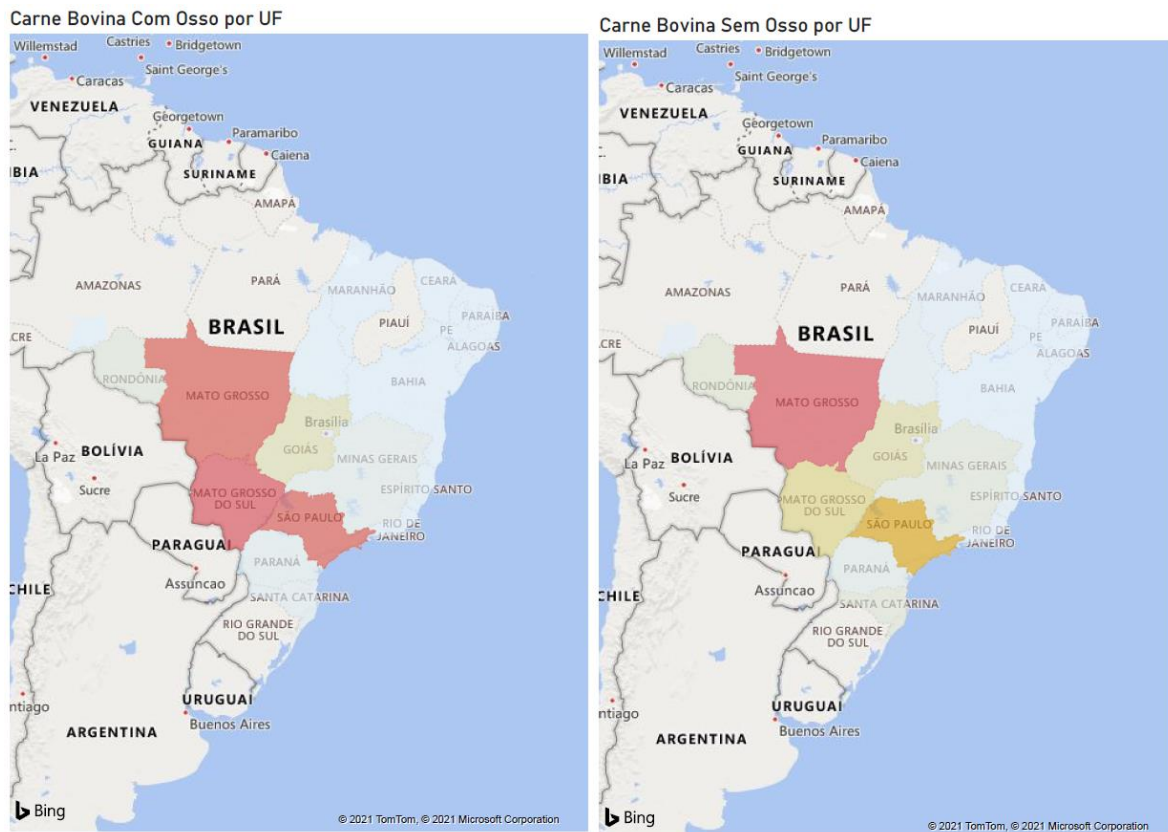 Carne Bovina Com Osso por UF
Willemstad
Castries
Bridgetown
Saint George's
Caracas
VENEZUELA
Georgetown
Paramaribo
GUIANA
Caiena
SURINAME
BIA
AMAPÁ
AMAZONAS
PARÁ
MARANHÃO
CEARÁ
PARAÍBA
PIAUÍ
PE
BRASIL
ALAGOAS
CRE
RONDÔNIA
MATO GROSSO
BAHIA
Brasília
GOIÁS
BOLÍVIA
La Paz
MINAS GERAIS
Sucre
MATO GROSSO
DO SUL
ESPÍRITO SANTO
SÃO PAULO
RIO DE
JANEIRO
PARAGUAI
PARANÁ
Assuncao
CHILE
SANTA CATARINA
RIO GRANDE
DO SUL
URUGUAI
ntiago
Buenos Aires
ARGENTINA
Bing
© 2021 TomTom, © 2021 Microsoft Corporation
Carne Bovina Sem Osso por UF
Willemstad
Castries
Bridgetown
Saint George's
Caracas
VENEZUELA
Georgetown
Paramaribo
GUIANA
Caiena
SURINAME
BIA
AMAPÁ
AMAZONAS
PARÁ
MARANHÃO
CEARÁ
PARAÍBA
PIAUÍ
PE
BRASIL
ALAGOAS
CRE
RONDÔNIA
MATO GROSSO
BAHIA
Brasília
GOIÁS
BOLÍVIA
La Paz
MINAS GERAIS
Sucre
MATO GROSSO
DO SUL
ESPÍRITO SANTO
SÃO PAULO
RIO DE
JANEIRO
PARAGUAI
PARANÁ
Assuncao
CHILE
SANTA CATARINA
RIO GRANDE
DO SUL
URUGUAI
ntiago
Buenos Aires
ARGENTINA
Bing
© 2021 TomTom, © 2021 Microsoft Corporation